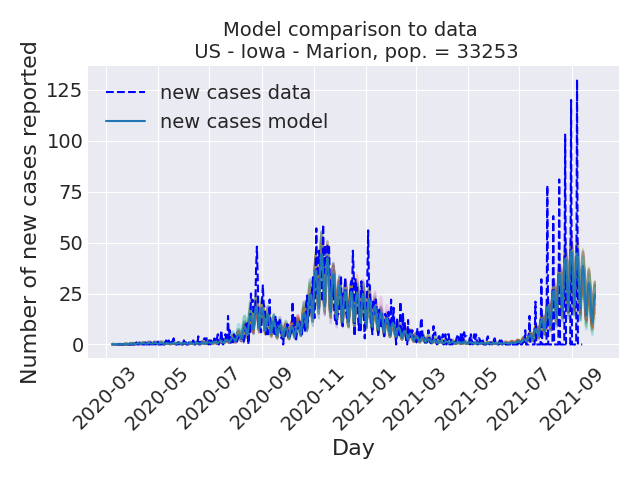 Model comparison to data
US - Iowa - Marion, pop. = 33253
new cases data
new cases model
Number of new cases reported
125
100
75
50
25
0
2020-03
2020-05
2020-07
2020-09
2020-11
2021-01
2021-03
2021-05
2021-07
2021-09
Day